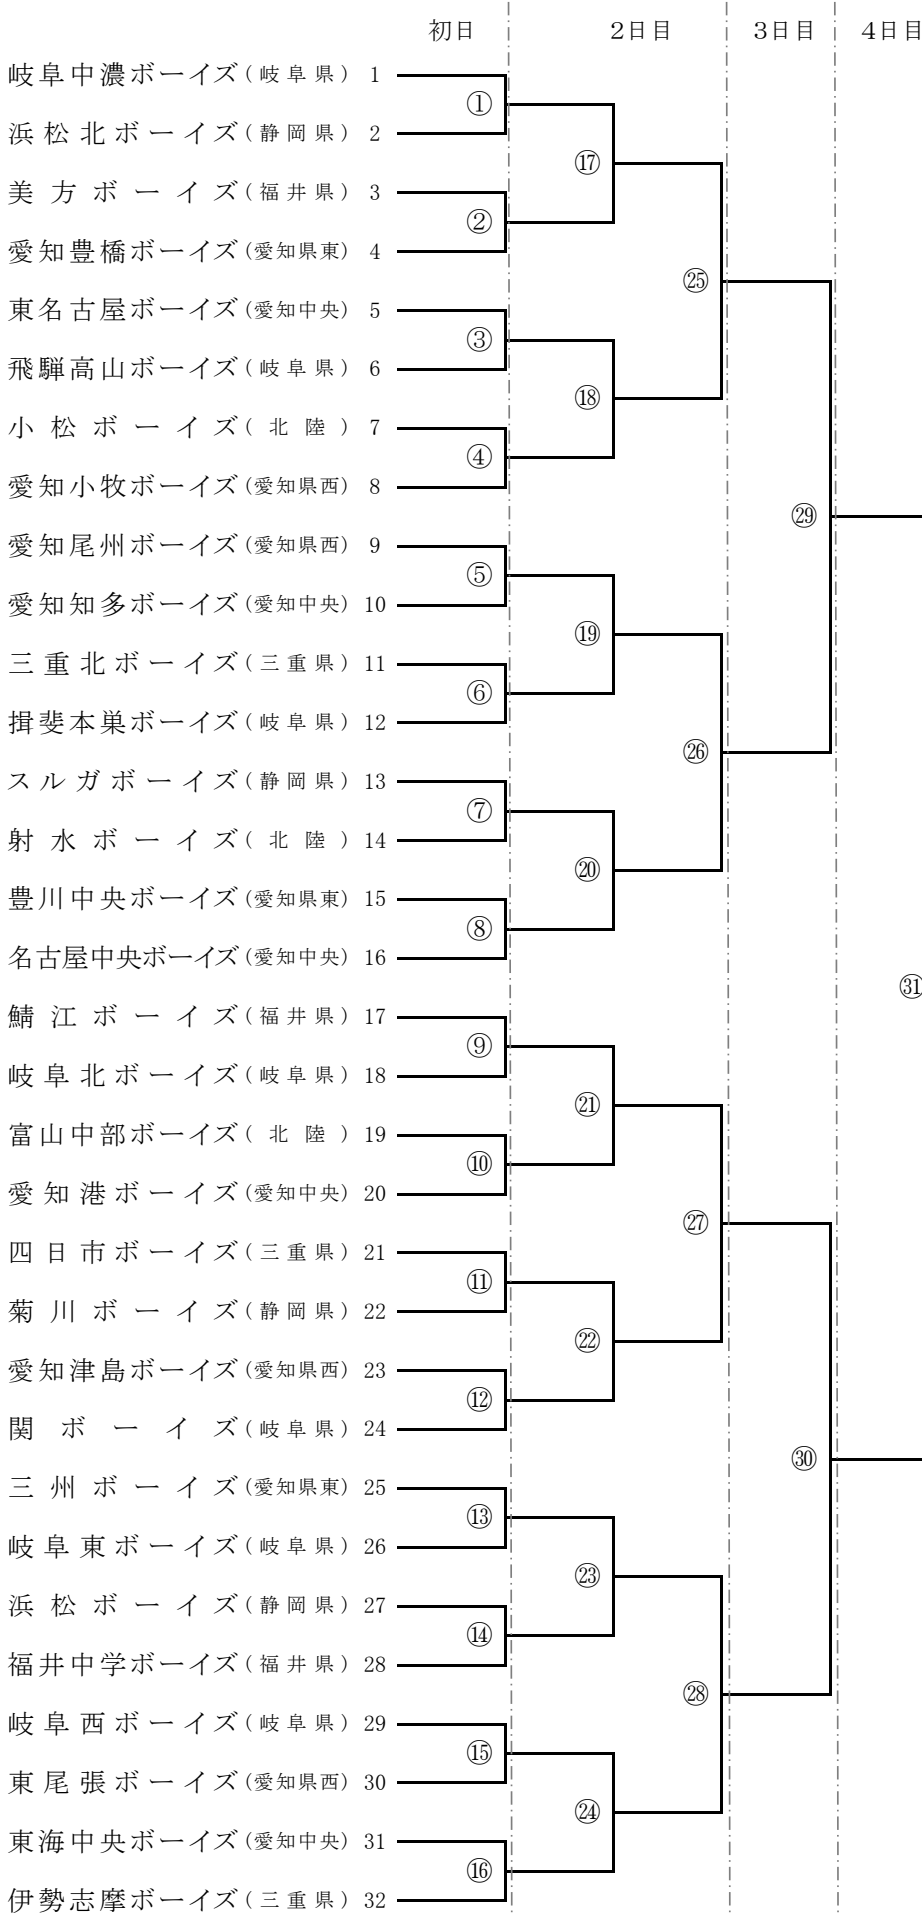 初日 2日目 3日目 4日目
岐阜中濃ボーイズ(岐阜県) 1
①
浜松北ボーイズ(静岡県) 2
⑰
美方ボーイズ(福井県) 3
②
愛知豊橋ボーイズ(愛知県東) 4
㉕
東名古屋ボーイズ(愛知中央) 5
③
飛騨高山ボーイズ(岐阜県) 6
⑱
小松ボーイズ(北陸) 7
④
愛知小牧ボーイズ(愛知県西) 8
㉙
愛知尾州ボーイズ(愛知県西) 9
⑤
愛知知多ボーイズ(愛知中央) 10
⑲
三重北ボーイズ(三重県) 11
⑥
揖斐本巣ボーイズ(岐阜県) 12
㉖
スルガボーイズ(静岡県) 13
⑦
射水ボーイズ(北陸) 14
⑳
豊川中央ボーイズ(愛知県東) 15
⑧
名古屋中央ボーイズ(愛知中央) 16
㉛
鯖江ボーイズ(福井県) 17
⑨
岐阜北ボーイズ(岐阜県) 18
㉑
富山中部ボーイズ(北陸) 19
⑩
愛知港ボーイズ(愛知中央) 20
㉗
四日市ボーイズ(三重県) 21
⑪
菊川ボーイズ(静岡県) 22
㉒
愛知津島ボーイズ(愛知県西) 23
⑫
関ボーイズ(岐阜県) 24
㉚
三州ボーイズ(愛知県東) 25
⑬
岐阜東ボーイズ(岐阜県) 26
㉓
浜松ボーイズ(静岡県) 27
⑭
福井中学ボーイズ(福井県) 28
㉘
岐阜西ボーイズ(岐阜県) 29
⑮
東尾張ボーイズ(愛知県西) 30
㉔
東海中央ボーイズ(愛知中央) 31
⑯
伊勢志摩ボーイズ(三重県) 32